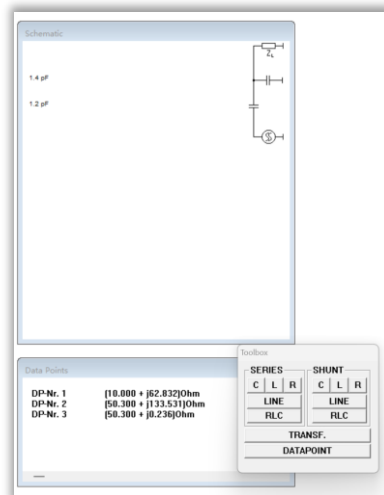 Schematic
Z_L
1.4 pF
1.2 pF
Data Points
DP-Nr. 1 (10.000 + j62.832)Ohm
DP-Nr. 2 (50.300 + j133.531)Ohm
DP-Nr. 3 (50.300 + j0.236)Ohm
Toolbox
SERIES SHUNT
C L R C L R
LINE LINE
RLC RLC
TRANSF.
DATAPOINT